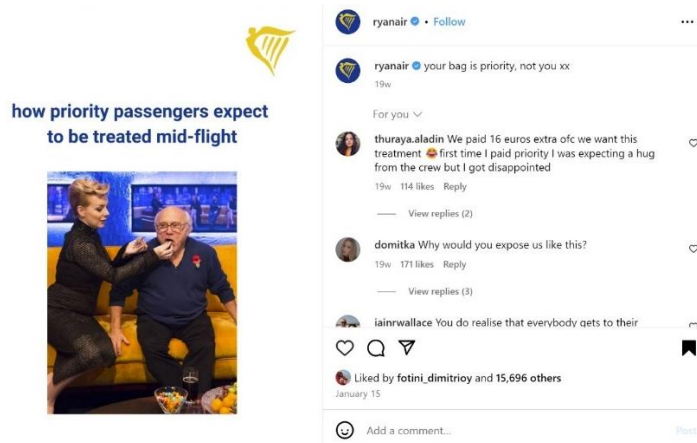 how priority passengers expect
to be treated mid-flight
ryanair • Follow
ryanair your bag is priority, not you xx
19w
For you
thuraya.aladin We paid 16 euros extra ofc we want this
treatment 😂first time I paid priority I was expecting a hug
from the crew but I got disappointed
19w 114 likes Reply
View replies (2)
domitka Why would you expose us like this?
19w 171 likes Reply
View replies (3)
iainrwallace You do realise that everybody gets to their
Liked by fotini_dimitrioy and 15,696 others
January 15
Add a comment...
Post